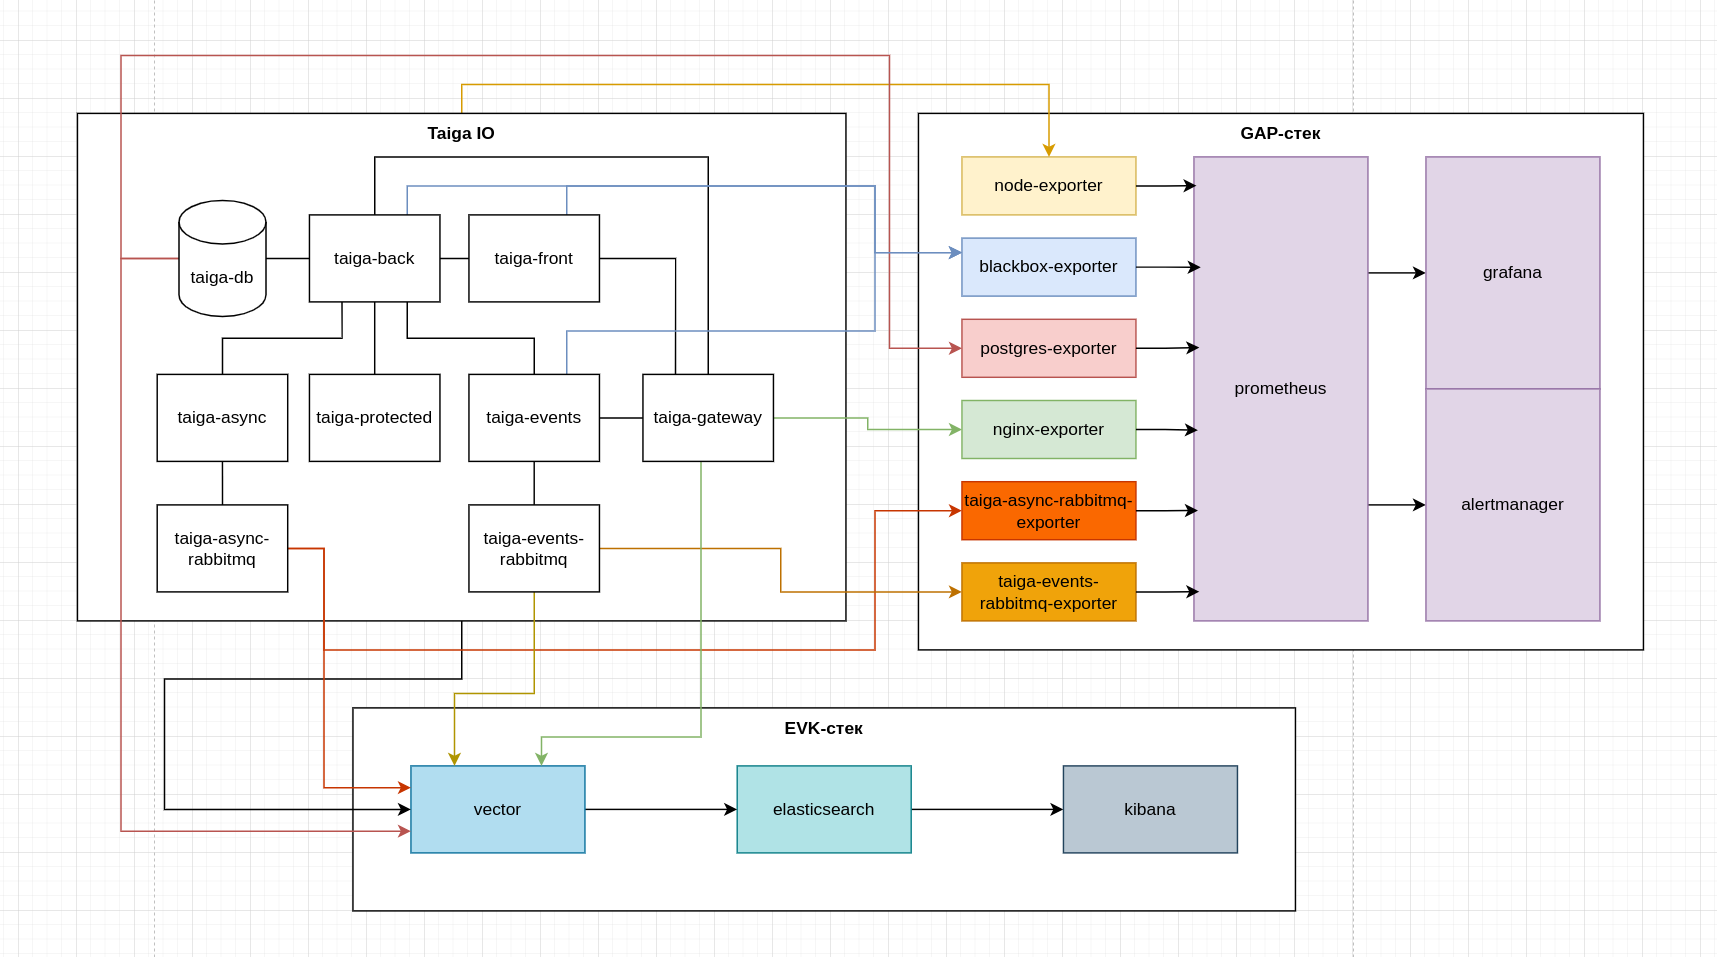 Taiga IO
taiga-db
taiga-back
taiga-front
taiga-async
taiga-protected
taiga-events
taiga-gateway
taiga-async-
rabbitmq
taiga-events-
rabbitmq
GAP-стек
node-exporter
blackbox-exporter
postgres-exporter
nginx-exporter
taiga-async-rabbitmq-
exporter
taiga-events-
rabbitmq-exporter
prometheus
grafana
alertmanager
EVK-стек
vector
elasticsearch
kibana